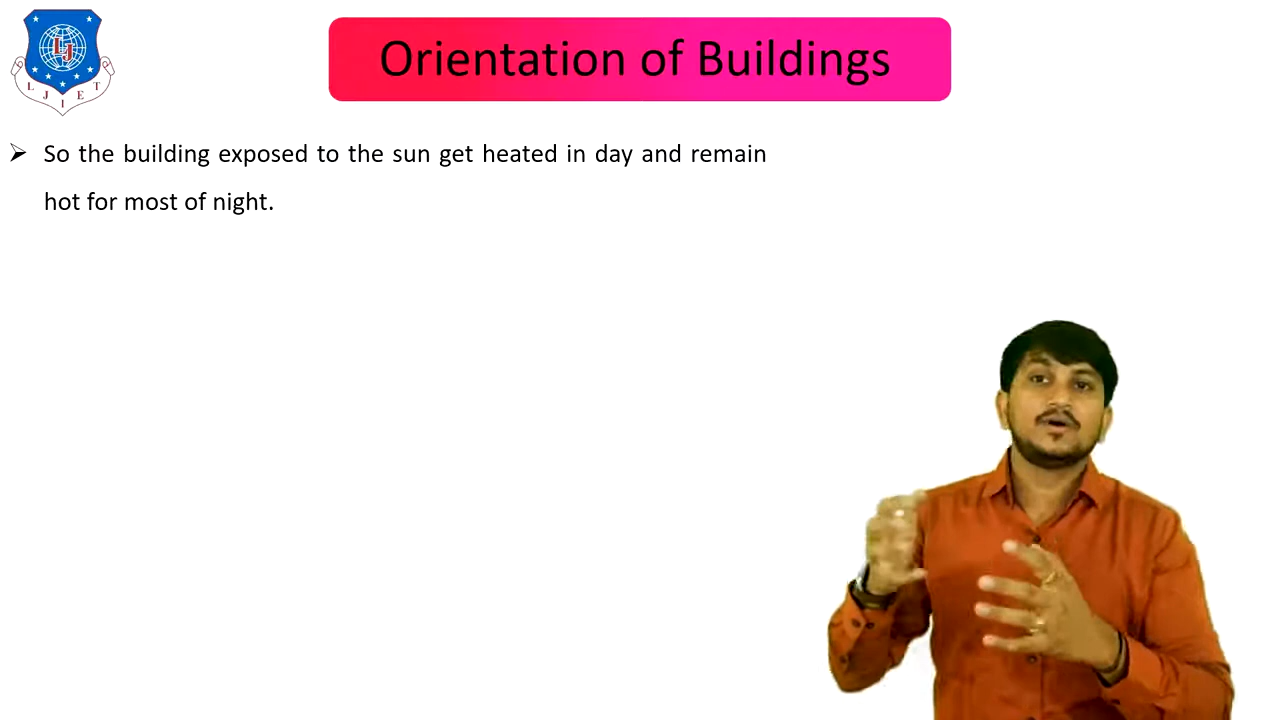 LJ
L J I E T
Orientation of Buildings
So the building exposed to the sun get heated in day and remain
hot for most of night.